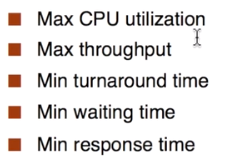 Max CPU utilization
Max throughput
Min turnaround time
Min waiting time
Min response time